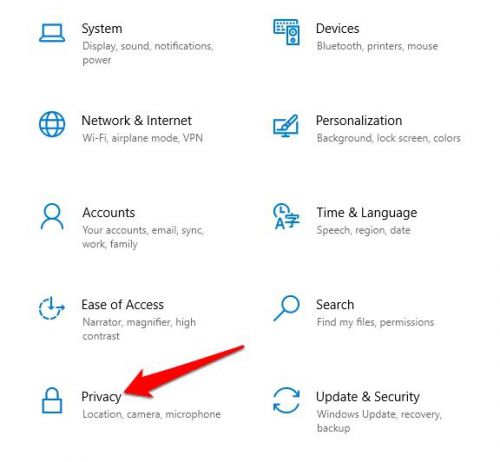 System
Display, sound, notifications,
power
Devices
Bluetooth, printers, mouse
Network & Internet
Wi-Fi, airplane mode, VPN
Personalization
Background, lock screen, colors
Accounts
Your accounts, email, sync,
work, family
A字
Time & Language
Speech, region, date
Ease of Access
Narrator, magnifier, high
contrast
Search
Find my files, permissions
Privacy
Location, camera, microphone
Update & Security
Windows Update, recovery,
backup